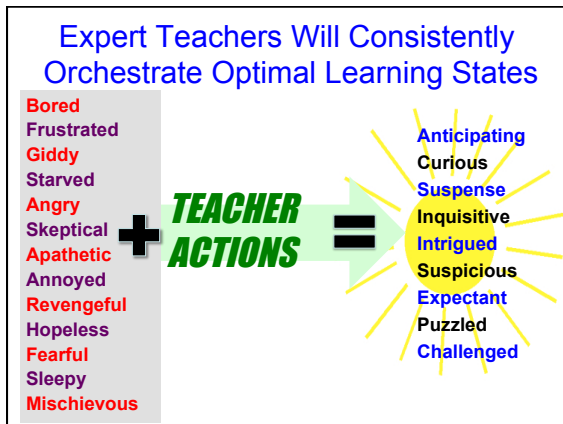 Expert Teachers Will Consistently
Orchestrate Optimal Learning States
Bored
Frustrated
Giddy
Starved
Angry
Skeptical
Apathetic
Annoyed
Revengeful
Hopeless
Fearful
Sleepy
Mischievous
+
TEACHER
ACTIONS
=
Anticipating
Curious
Suspense
Inquisitive
Intrigued
Suspicious
Expectant
Puzzled
Challenged